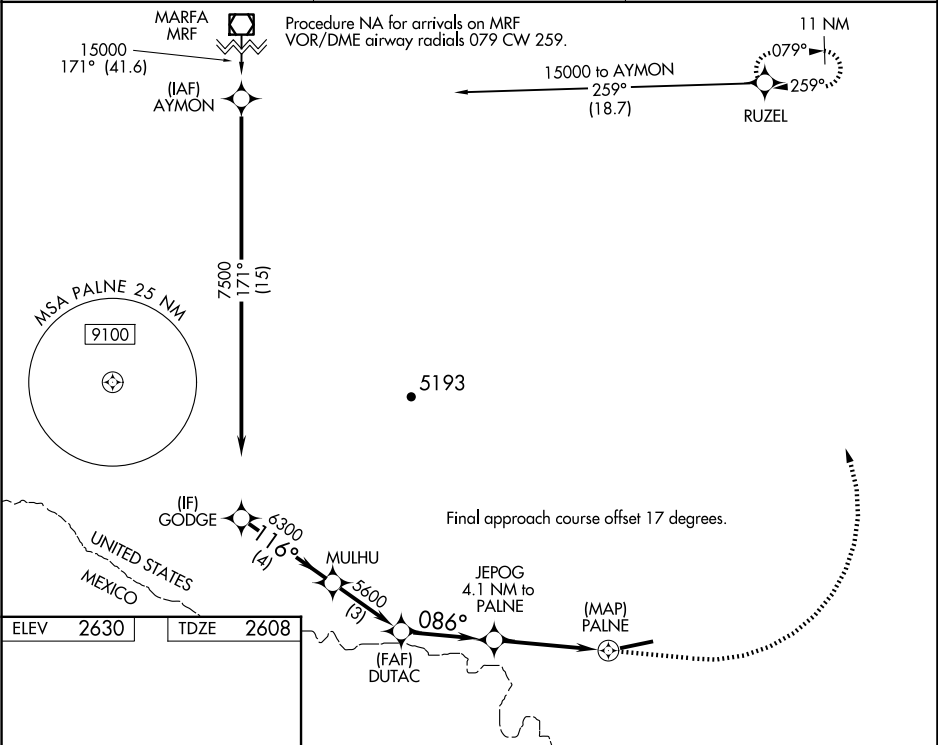 MARFA
MRF
Procedure NA for arrivals on MRF
VOR/DME airway radials 079 CW 259.
11 NM
079°
259°
15000
171° (41.6)
15000 to AYMON
259°
(18.7)
RUZEL
(IAF)
AYMON
7500
171°
(15)
MSA PALNE 25 NM
9100
5193
(IF)
GODGE
6300
116°
(4)
Final approach course offset 17 degrees.
UNITED STATES
MEXICO
MULHU
5600
(3)
JEPOG
4.1 NM to
PALNE
(MAP)
PALNE
086°
(FAF)
DUTAC
ELEV 2630
TDZE 2608